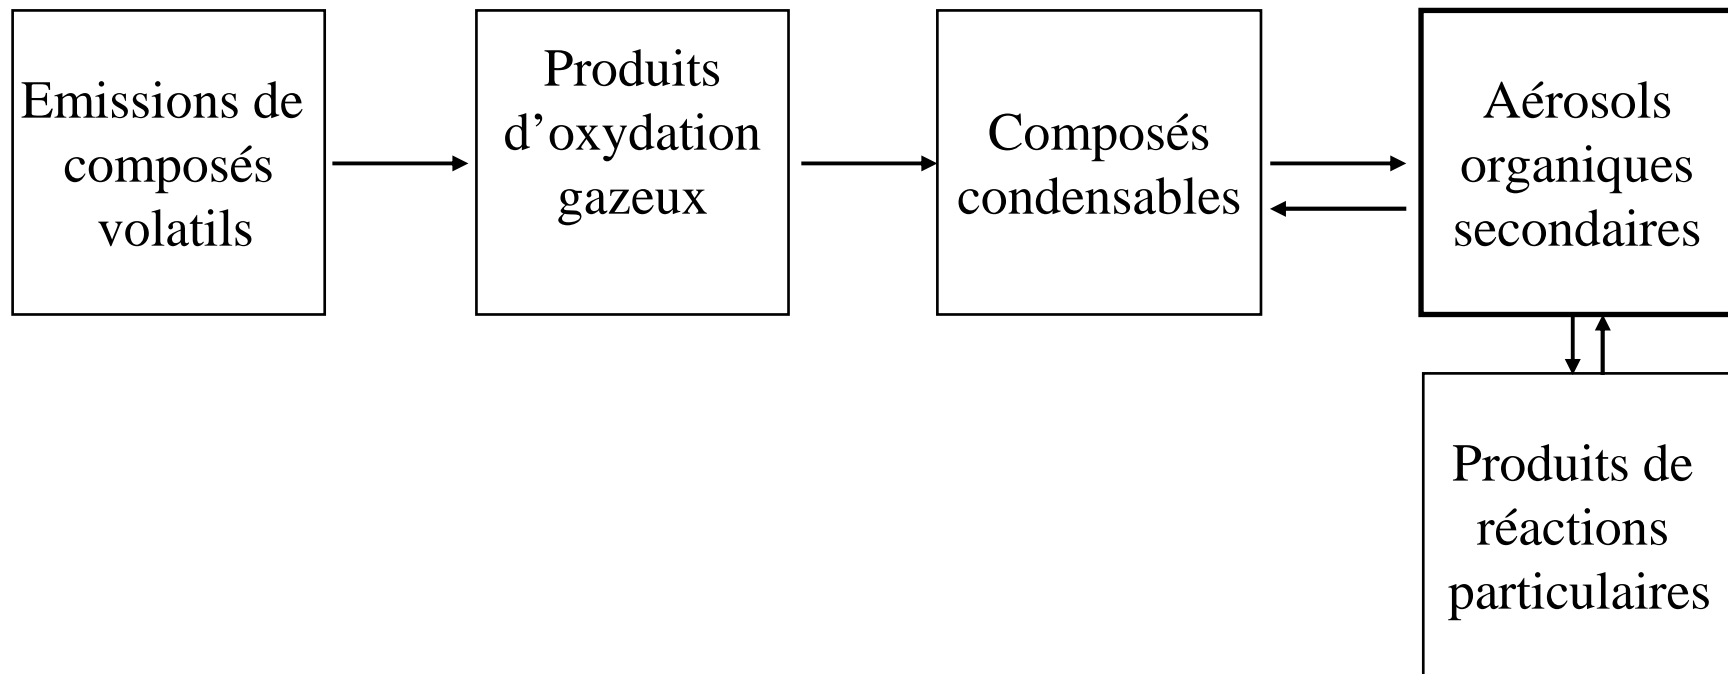 Emissions de
composés
volatils
Produits
d’oxydation
gazeux
Composés
condensables
Aérosols
organiques
secondaires
Produits de
réactions
particulaires